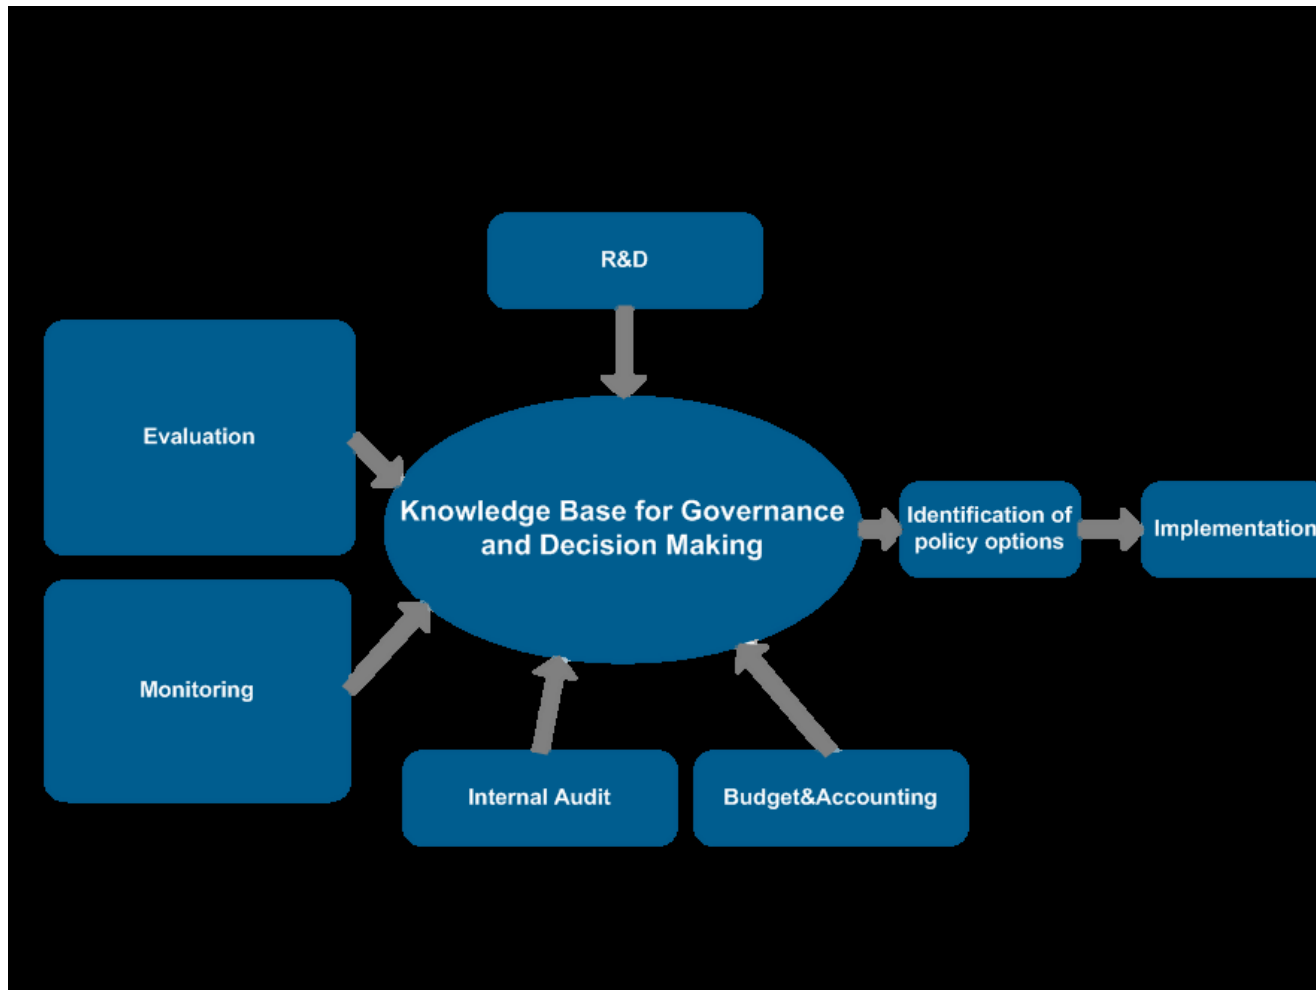 R&D
Evaluation
Knowledge Base for Governance
and Decision Making
Identification of
policy options
Implementation
Monitoring
Internal Audit
Budget&Accounting